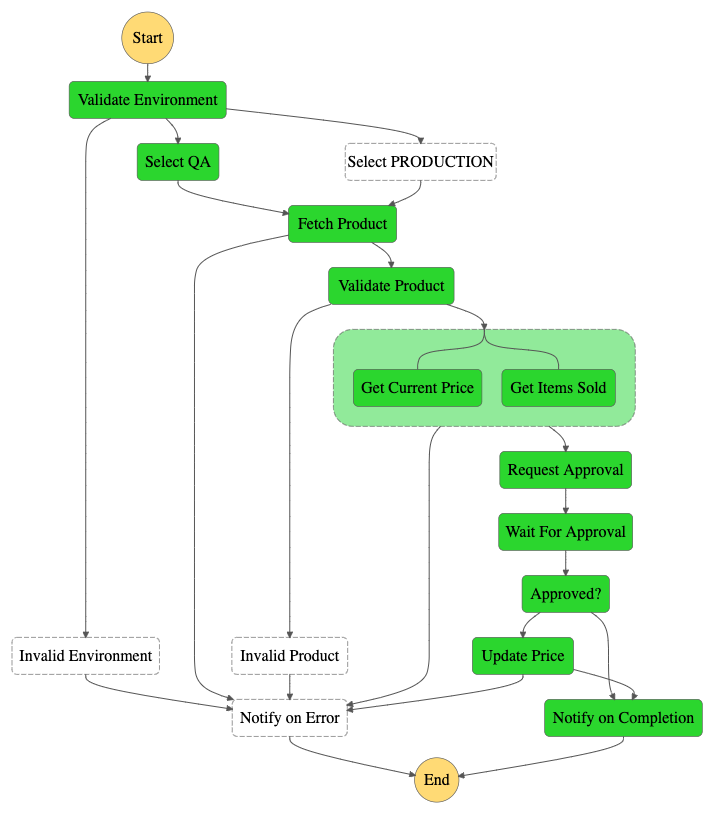 Start
Validate Environment
Select QA
Select PRODUCTION
Fetch Product
Validate Product
Get Current Price
Get Items Sold
Request Approval
Wait For Approval
Approved?
Invalid Environment
Invalid Product
Update Price
Notify on Error
Notify on Completion
End